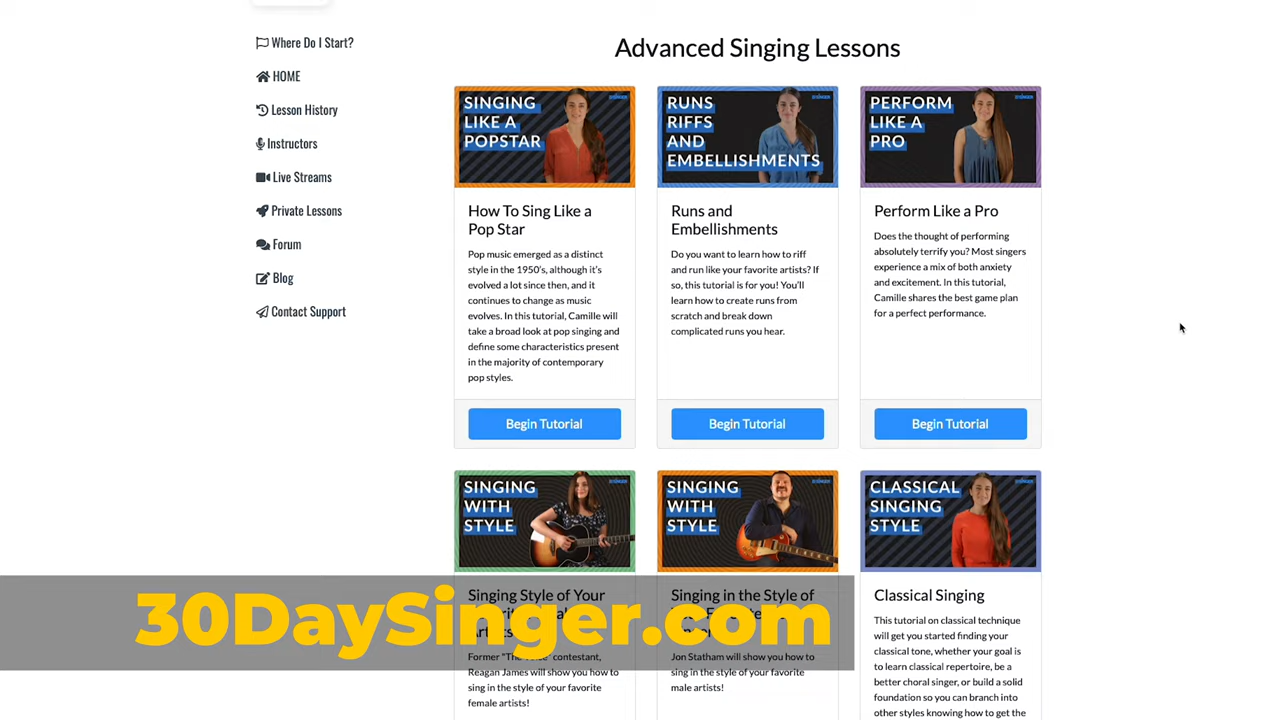 Where Do I Start?
HOME
Lesson History
Instructors
Live Streams
Private Lessons
Forum
Blog
Contact Support
Advanced Singing Lessons
SINGING
LIKE A
POPSTAR
How To Sing Like a
Pop Star
Pop music emerged as a distinct
style in the 1950's, although it's
evolved a lot since then, and it
continues to change as music
evolves. In this tutorial, Camille will
take a broad look at pop singing and
define some characteristics present
in the majority of contemporary
pop styles.
Begin Tutorial
RUNS
RIFFS
AND
EMBELLISHMENTS
Runs and
Embellishments
Do you want to learn how to riff
and run like your favorite artists? If
so, this tutorial is for you! You'll
learn how to create runs from
scratch and break down
complicated runs you hear.
Begin Tutorial
PERFORM
LIKE A
PRO
Perform Like a Pro
Does the thought of performing
absolutely terrify you? Most singers
experience a mix of both anxiety
and excitement. In this tutorial,
Camille shares the best game plan
for a perfect performance.
Begin Tutorial
SINGING
WITH
STYLE
Singing Style of Your
Former "The Voice" contestant,
Reagan James will show you how to
sing in the style of your favorite
female artists!
SINGING
WITH
STYLE
Singing in the Style of
Jon Statham will show you how to
sing in the style of your favorite
male artists!
CLASSICAL
SINGING
STYLE
Classical Singing
This tutorial on classical technique
will get you started finding your
classical tone, whether your goal is
to learn classical repertoire, be a
better choral singer, or build a solid
foundation so you can branch into
other styles knowing how to get the
30DaySinger.com